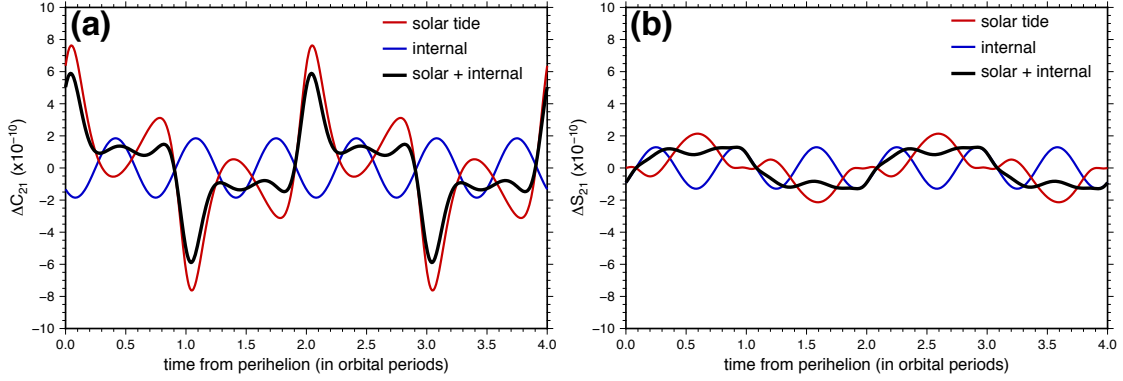 (a)
solar tide
internal
solar + internal
ΔC21 (x10−10)
10
8
6
4
2
0
−2
−4
−6
−8
−10
0.0 0.5 1.0 1.5 2.0 2.5 3.0 3.5 4.0
time from perihelion (in orbital periods)
(b)
solar tide
internal
solar + internal
ΔS21 (x10−10)
10
8
6
4
2
0
−2
−4
−6
−8
−10
0.0 0.5 1.0 1.5 2.0 2.5 3.0 3.5 4.0
time from perihelion (in orbital periods)